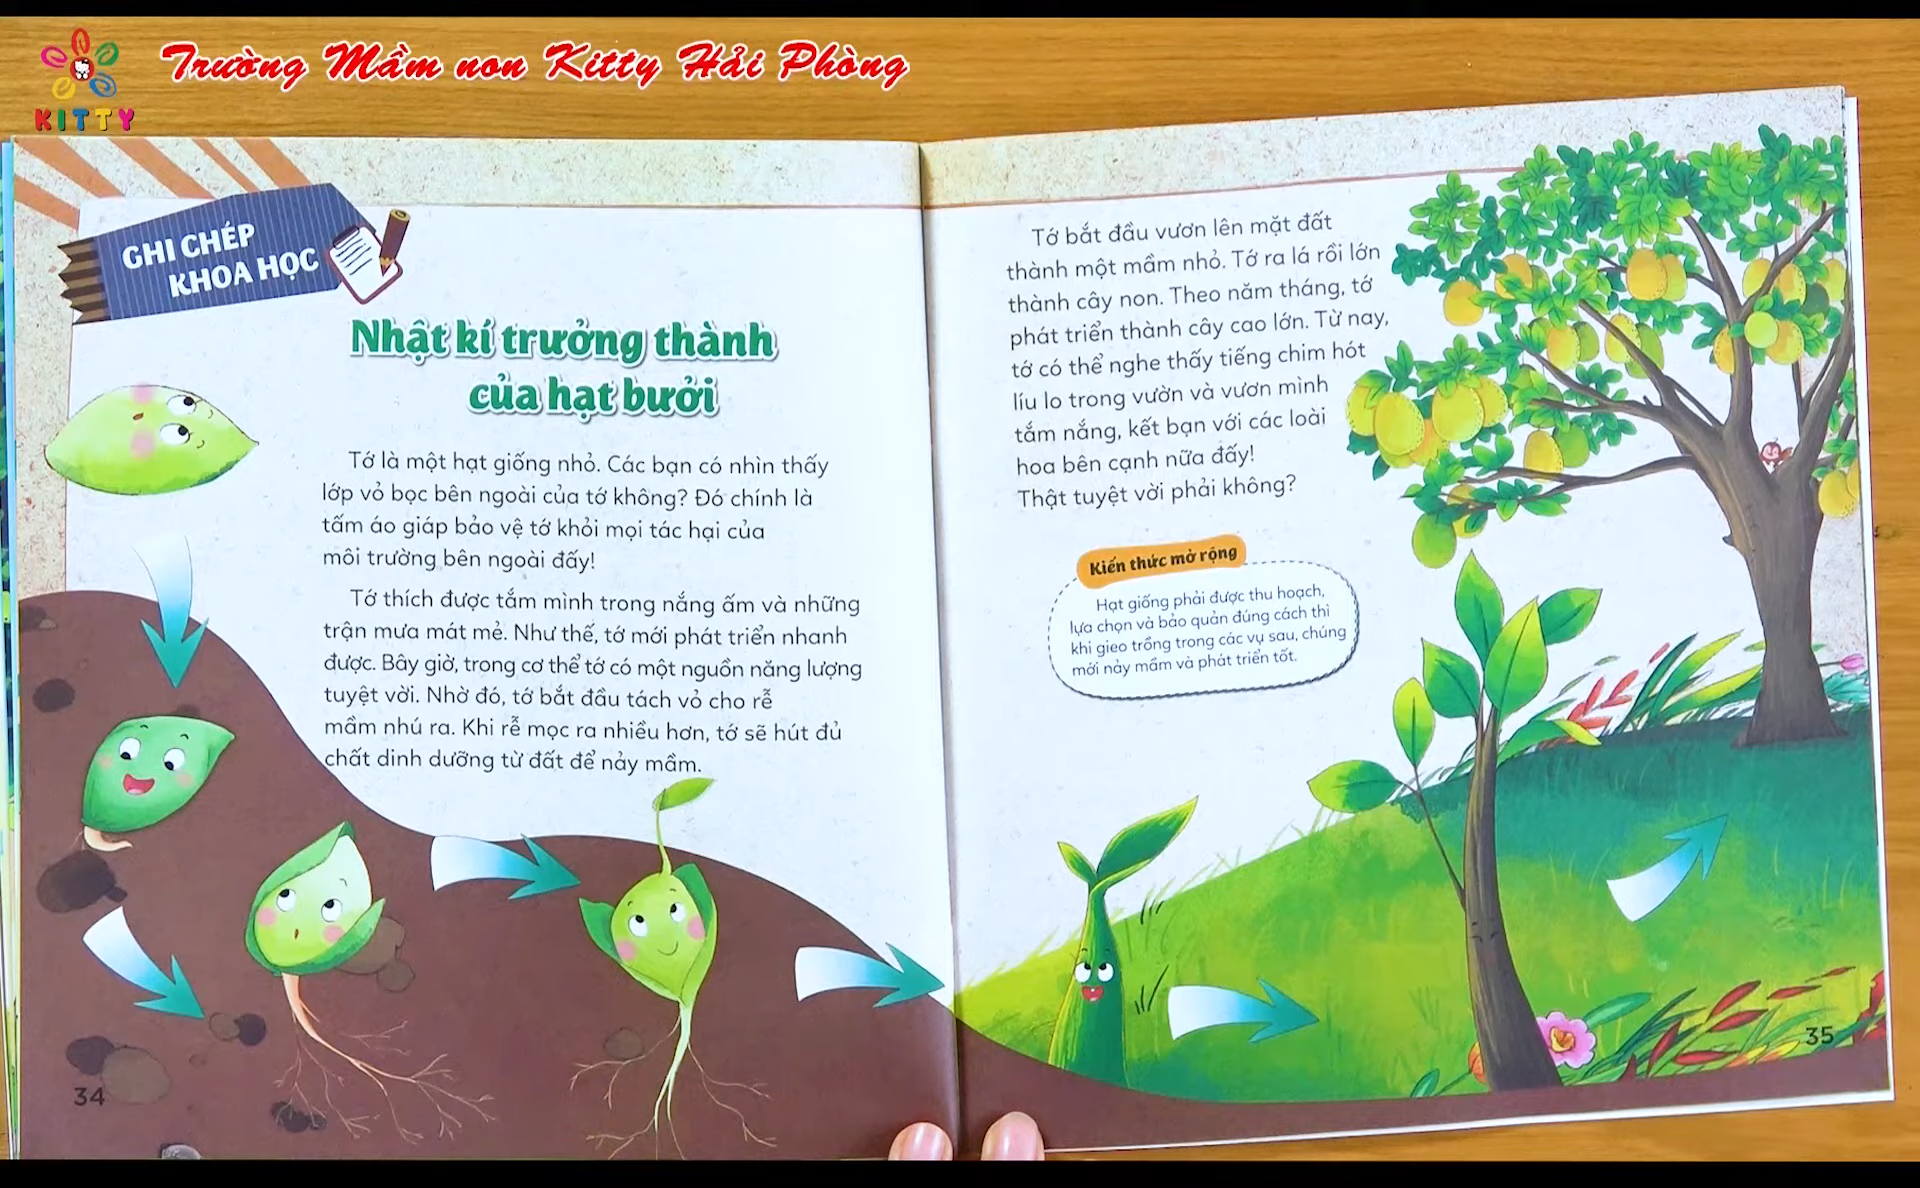 Trường Mầm non Kitty Hải Phòng
KITTY
GHI CHÉP
KHOA HỌC
Nhật kí trưởng thành
của hạt bưởi
Tớ là một hạt giống nhỏ. Các bạn có nhìn thấy
lớp vỏ bọc bên ngoài của tớ không? Đó chính là
tấm áo giáp bảo vệ tớ khỏi mọi tác hại của
môi trường bên ngoài đấy!
Tớ thích được tắm mình trong nắng ấm và những
trận mưa mát mẻ. Như thế, tớ mới phát triển nhanh
được. Bây giờ, trong cơ thể tớ có một nguồn năng lượng
tuyệt vời. Nhờ đó, tớ bắt đầu tách vỏ cho rễ
mầm nhú ra. Khi rễ mọc ra nhiều hơn, tớ sẽ hút đủ
chất dinh dưỡng từ đất để nảy mầm.
34
Tớ bắt đầu vươn lên mặt đất
thành một mầm nhỏ. Tớ ra lá rồi lớn
thành cây non. Theo năm tháng, tớ
phát triển thành cây cao lớn. Từ nay,
tớ có thể nghe thấy tiếng chim hót
líu lo trong vườn và vươn mình
tắm nắng, kết bạn với các loài
hoa bên cạnh nữa đấy!
Thật tuyệt vời phải không?
Kiến thức mở rộng
Hạt giống phải được thu hoạch,
lựa chọn và bảo quản đúng cách thì
khi gieo trồng trong các vụ sau, chúng
mới nảy mầm và phát triển tốt.
35